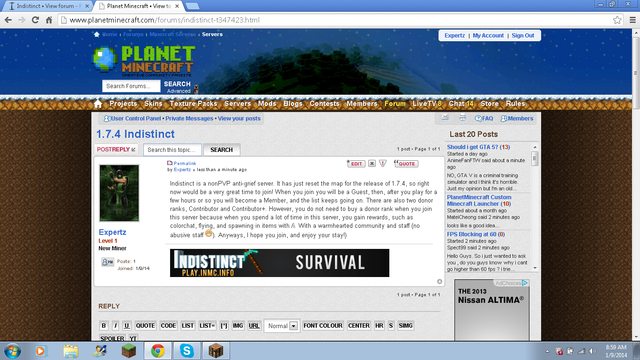 Indistinct • View forum –
Planet Minecraft • View t
www.planetminecraft.com/forums/indistinct-t347423.html
Home » Forums » Minecraft Servers » Servers
Expertz | My Account | Sign Out
PLANET
MINECRAFT
Search Forums...
SEARCH
Advanced
Projects Skins Texture Packs Servers Mods Blogs Contests Members Forum LiveTV 8 Chat 14 Store Rules
User Control Panel • Private Messages • View your posts
FAQ Members
1.7.4 Indistinct
POSTREPLY
Search this topic...
SEARCH
1 post • Page 1 of 1
Permalink
by Expertz » less than a minute ago
EDIT X ! QUOTE
Indistinct is a nonPVP anti-grief server. It has just reset the map for the release of 1.7.4, so right
now would be a very great time to join! When you join you will be a Guest, then, after you play for a
few hours or so you will become a Member, and the list keeps going on. There are also two donor
ranks, Contributor and Contributor+. However, you do not need to buy a donor rank when you join
this server because when you spend a lot of time in this server, you gain rewards, such as
colorchat, flying, and spawning in items with /i. With a warmhearted community and staff (no
abusive staff ). Anyways, I hope you join, and enjoy your stay!)
Expertz
Level 1
New Miner
PM
Posts: 1
Joined: 1/9/14
INDISTINCT
PLAY.INMC.INFO
SURVIVAL
1 post • Page 1 of 1
REPLY
B I U QUOTE CODE LIST LIST= [*] IMG URL Normal FONT COLOUR CENTER HR S SIMG
SPOILER YT
Last 20 Posts
Should i get GTA 5? (13)
Started a day ago
AnimeFanFTW said about a minute
ago
NO, GTA V is a criminal training
simulator and I think it's horrible.
Just my opinion but I'm an old...
PlanetMinecraft Custom
Minecraft Launcher (10)
Started about a month ago
MatelCheong said 2 minutes ago
looks like a good idea...
FPS Blocking at 60 (0)
Started 2 minutes ago
Spect99 said 2 minutes ago
Hello Guys. So i just wanted to ask
you , do you guys know why i cant
go higher than 60 fps ? i trie...
AdChoices
THE 2013
Nissan ALTIMA®
8:59 AM
1/9/2014